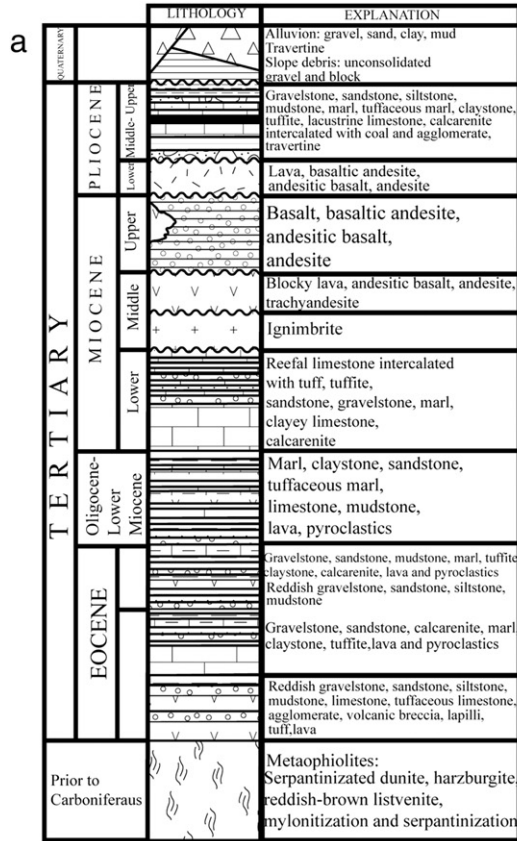 a
LITHOLOGY
EXPLANATION
QUATERNARY
Alluvion: gravel, sand, clay, mud
Travertine
Slope debris: unconsolidated
gravel and block
TERTIARY
PLIOCENE
Middle- Upper
Gravelstone, sandstone, siltstone,
mudstone, marl, tuffaceous marl, claystone,
tuffite, lacustrine limestone, calcarenite
intercalated with coal and agglomerate,
travertine
Lower
Lava, basaltic andesite,
andesitic basalt, andesite
MIOCENE
Upper
Basalt, basaltic andesite,
andesitic basalt,
andesite
Middle
Blocky lava, andesitic basalt, andesite,
trachyandesite
Ignimbrite
Lower
Reefal limestone intercalated
with tuff, tuffite,
sandstone, gravelstone, marl,
clayey limestone,
calcarenite
Oligocene-
Lower
Miocene
Marl, claystone, sandstone,
tuffaceous marl,
limestone, mudstone,
lava, pyroclastics
EOCENE
Gravelstone, sandstone, mudstone, marl, tuffite
claystone, calcarenite, lava and pyroclastics
Reddish gravelstone, sandstone, siltstone,
mudstone
Gravelstone, sandstone, calcarenite, marl
claystone, tuffite,lava and pyroclastics
Reddish gravelstone, sandstone, siltstone,
mudstone, limestone, tuffaceous limestone,
agglomerate, volcanic breccia, lapilli,
tuff,lava
Prior to
Carboniferaus
Metaophiolites:
Serpantinizated dunite, harzburgite,
reddish-brown listvenite,
mylonitization and serpantinization